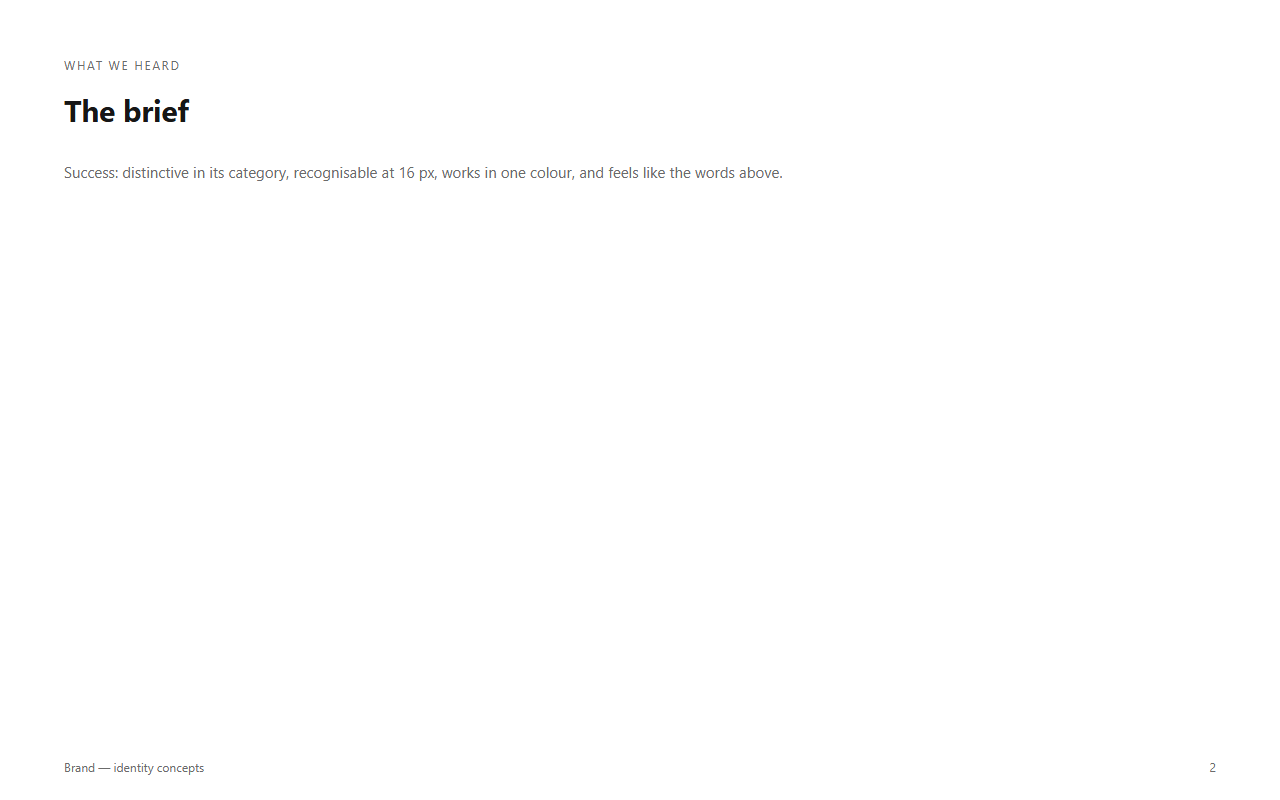 WHAT WE HEARD
The brief
Success: distinctive in its category, recognisable at 16 px, works in one colour, and feels like the words above.
Brand — identity concepts
2